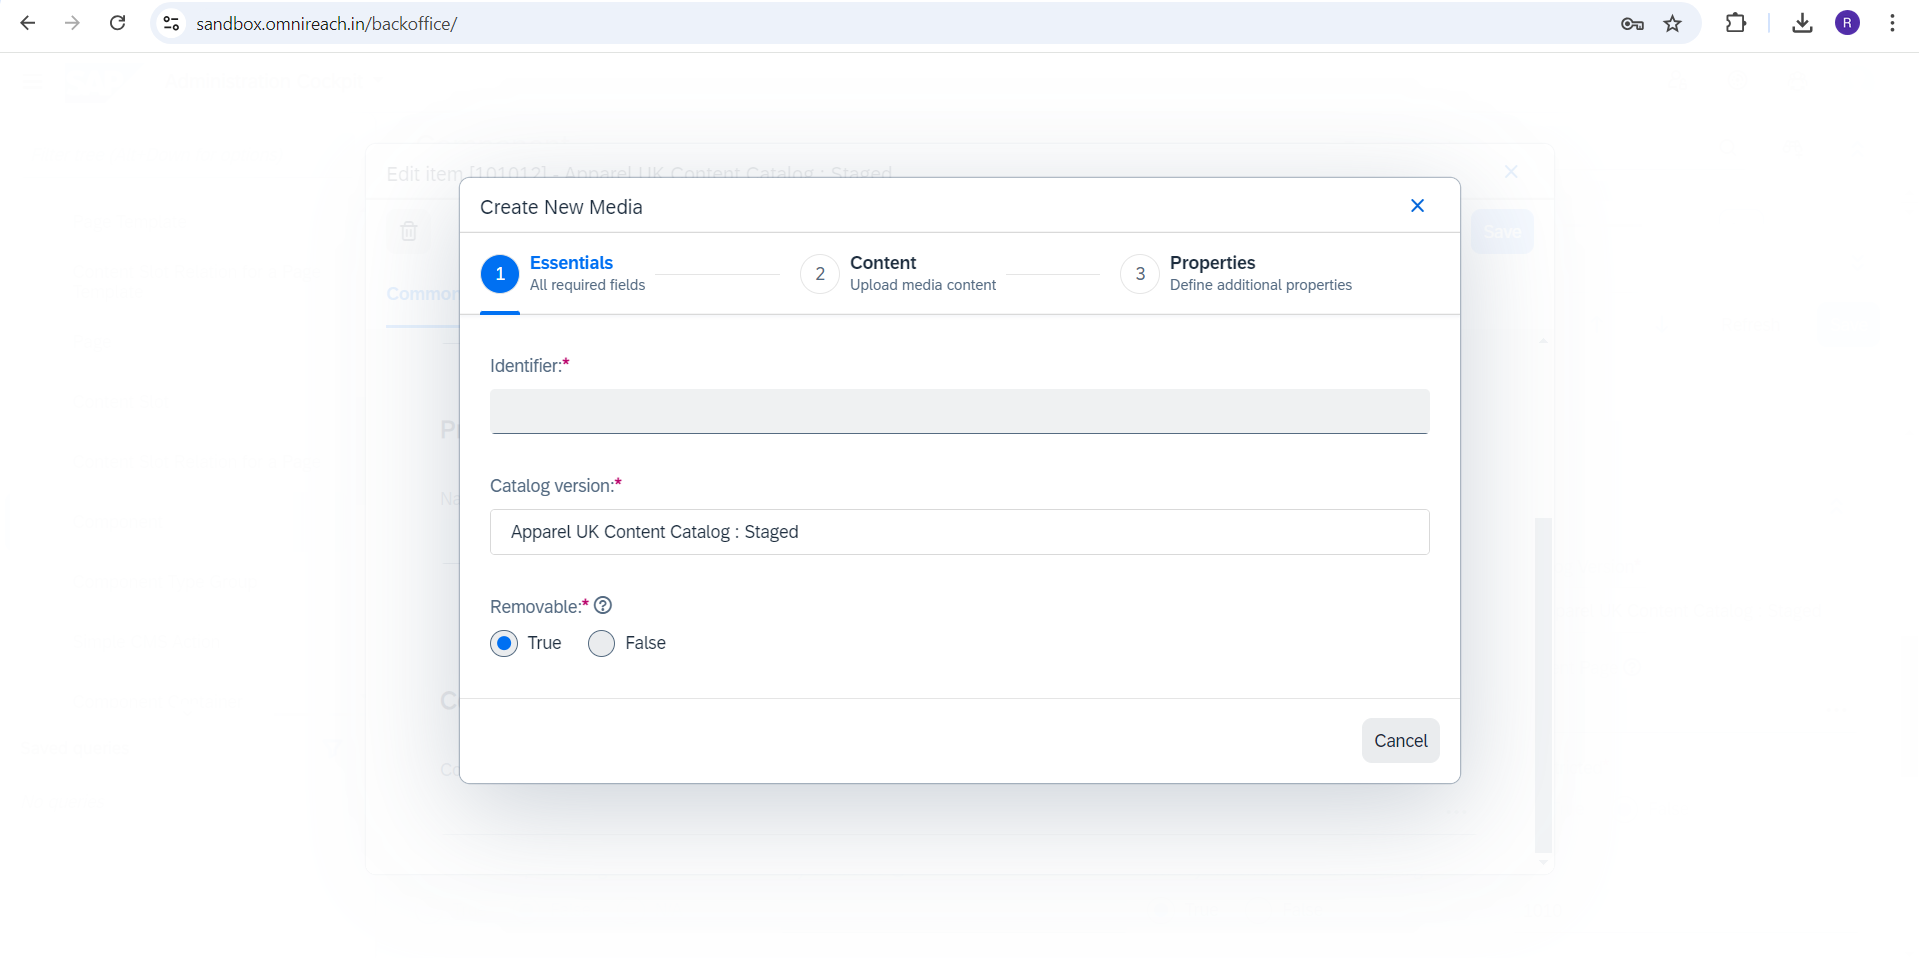 sandbox.omnireach.in/backoffice/
R
Edit item [101012] - Apparel UK Content Catalog : Staged
Create New Media
Save
1
Essentials
All required fields
2
Content
Upload media content
3
Properties
Define additional properties
Common
Identifier:*
Catalog version:*
Apparel UK Content Catalog : Staged
Removable:*
True
False
Cancel